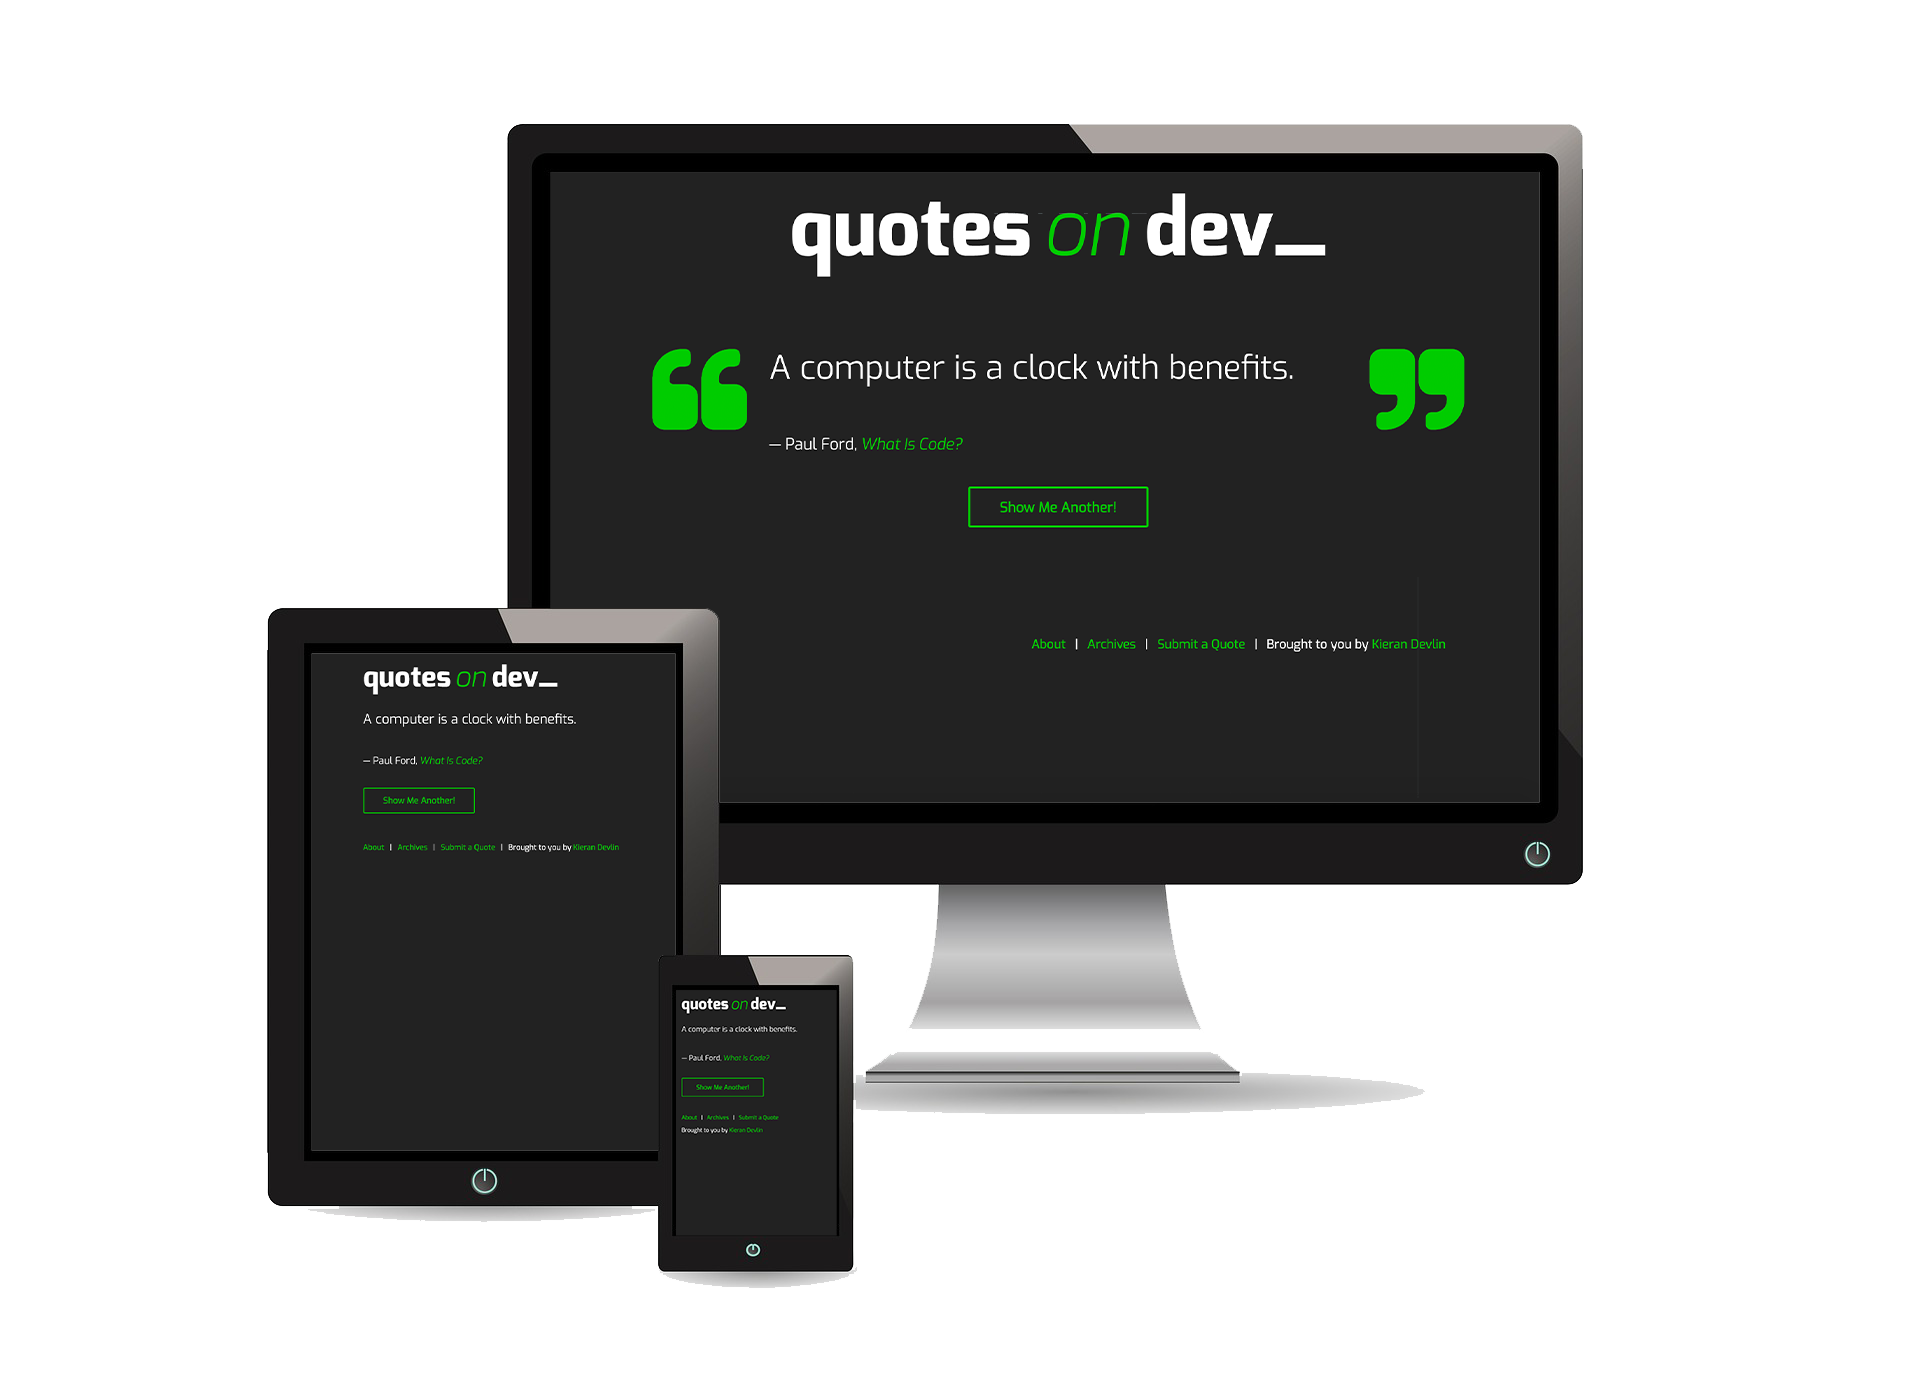 quotes on dev_
A computer is a clock with benefits.
— Paul Ford, What Is Code?
Show Me Another!
About | Archives | Submit a Quote | Brought to you by Kieran Devlin
quotes on dev_
A computer is a clock with benefits.
— Paul Ford, What Is Code?
Show Me Another!
About | Archives | Submit a Quote | Brought to you by Kieran Devlin
quotes on dev_
A computer is a clock with benefits.
— Paul Ford, What Is Code?
Show Me Another!
About | Archives | Submit a Quote
Brought to you by Kieran Devlin